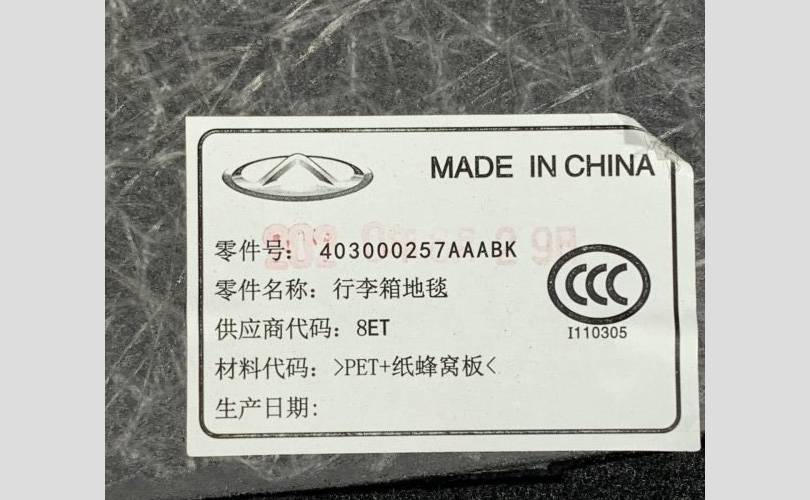 MADE IN CHINA
零件号: 403000257AAABK
零件名称: 行李箱地毯
CCC
供应商代码: 8ET
I110305
材料代码: >PET+纸蜂窝板<
生产日期: